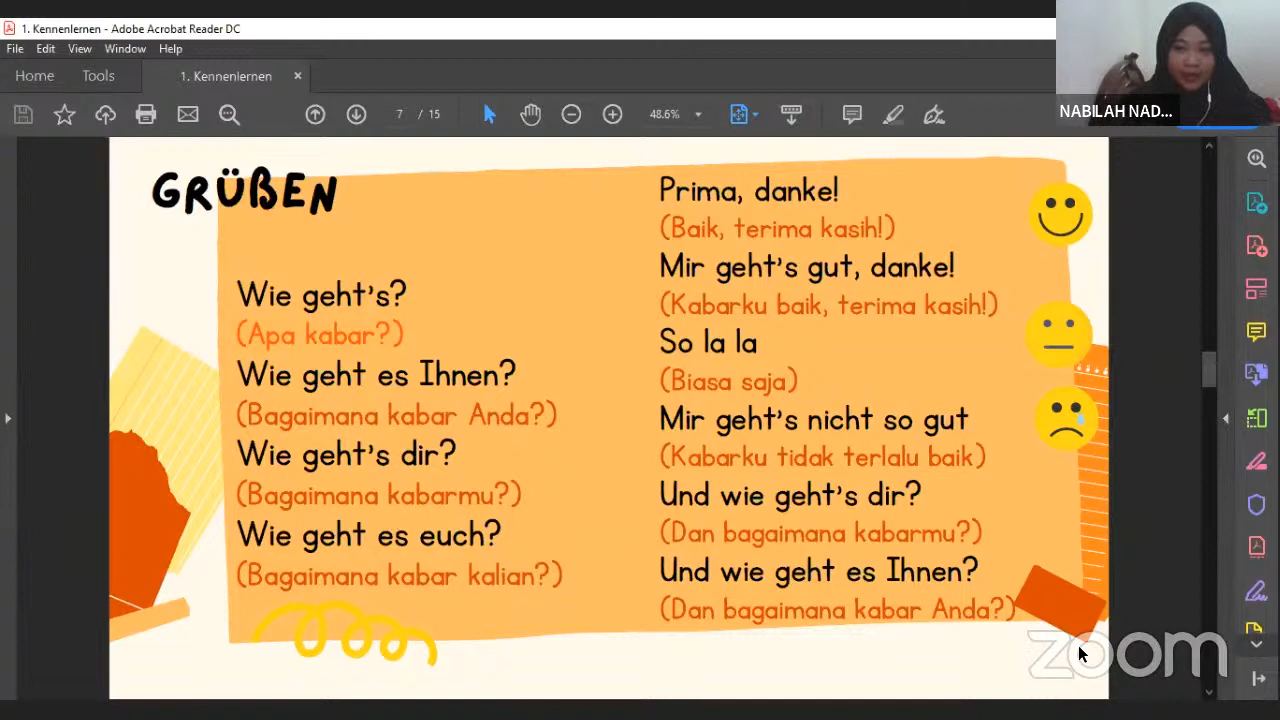 1. Kennenlernen - Adobe Acrobat Reader DC
File Edit View Window Help
Home Tools 1. Kennenlernen ×
7 / 15 48.6%
NABILAH NAD...
GRÜßEN
Wie geht's?
(Apa kabar?)
Wie geht es Ihnen?
(Bagaimana kabar Anda?)
Wie geht's dir?
(Bagaimana kabarmu?)
Wie geht es euch?
(Bagaimana kabar kalian?)
Prima, danke!
(Baik, terima kasih!)
Mir geht's gut, danke!
(Kabarku baik, terima kasih!)
So la la
(Biasa saja)
Mir geht's nicht so gut
(Kabarku tidak terlalu baik)
Und wie geht's dir?
(Dan bagaimana kabarmu?)
Und wie geht es Ihnen?
(Dan bagaimana kabar Anda?)
zoom